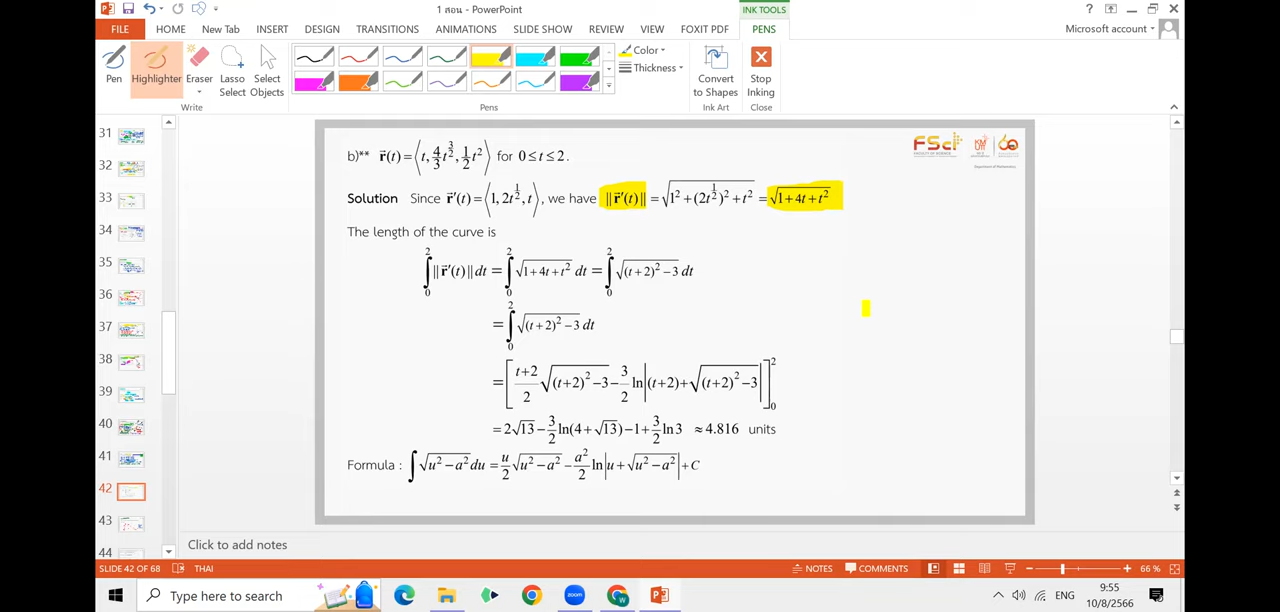 1 สอน - PowerPoint
INK TOOLS
FILE HOME New Tab INSERT DESIGN TRANSITIONS ANIMATIONS SLIDE SHOW REVIEW VIEW FOXIT PDF PENS
Microsoft account
Pen Highlighter Eraser Lasso Select Select Objects
Color
Thickness
Convert to Shapes
Stop Inking
Write Pens Ink Art Close
31
32
33
34
35
36
37
38
39
40
41
42
43
44
FSci
b)** r⃗(t) = ⟨t, 4/3 t^(3/2), 1/2 t²⟩ for 0 ≤ t ≤ 2.
Solution Since r⃗′(t) = ⟨1, 2t^(1/2), t⟩, we have ||r⃗′(t)|| = √(1² + (2t^(1/2))² + t²) = √(1+4t+t²)
The length of the curve is
∫₀² ||r⃗′(t)|| dt = ∫₀² √(1+4t+t²) dt = ∫₀² √((t+2)²−3) dt
= ∫₀² √((t+2)²−3) dt
= [ (t+2)/2 √((t+2)²−3) − 3/2 ln|(t+2)+√((t+2)²−3)| ]₀²
= 2√13 − 3/2 ln(4+√13) − 1 + 3/2 ln 3 ≈ 4.816 units
Formula : ∫√(u²−a²) du = u/2 √(u²−a²) − a²/2 ln|u+√(u²−a²)| + C
Click to add notes
SLIDE 42 OF 68 THAI NOTES COMMENTS 66 %
Type here to search
zoom
ENG
9:55
10/8/2566